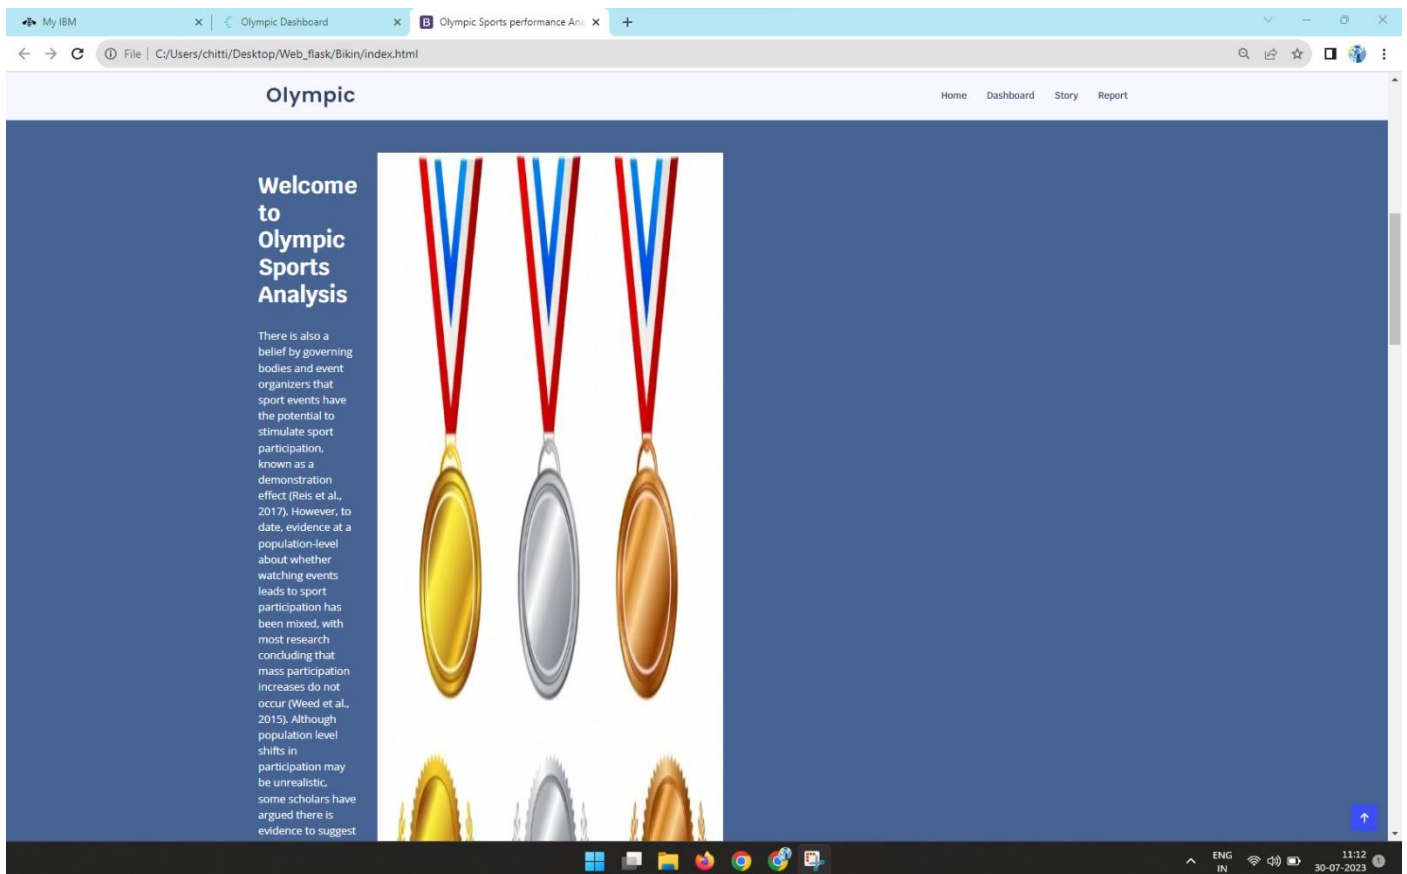 My IBM
Olympic Dashboard
B Olympic Sports performance Ana
File C:/Users/chitti/Desktop/Web_flask/Bikin/index.html
Olympic
Home Dashboard Story Report
Welcome
to
Olympic
Sports
Analysis
There is also a
belief by governing
bodies and event
organizers that
sport events have
the potential to
stimulate sport
participation,
known as a
demonstration
effect (Reis et al.,
2017). However, to
date, evidence at a
population-level
about whether
watching events
leads to sport
participation has
been mixed, with
most research
concluding that
mass participation
increases do not
occur (Weed et al.,
2015). Although
population level
shifts in
participation may
be unrealistic,
some scholars have
argued there is
evidence to suggest
ENG
IN
11:12
30-07-2023
1